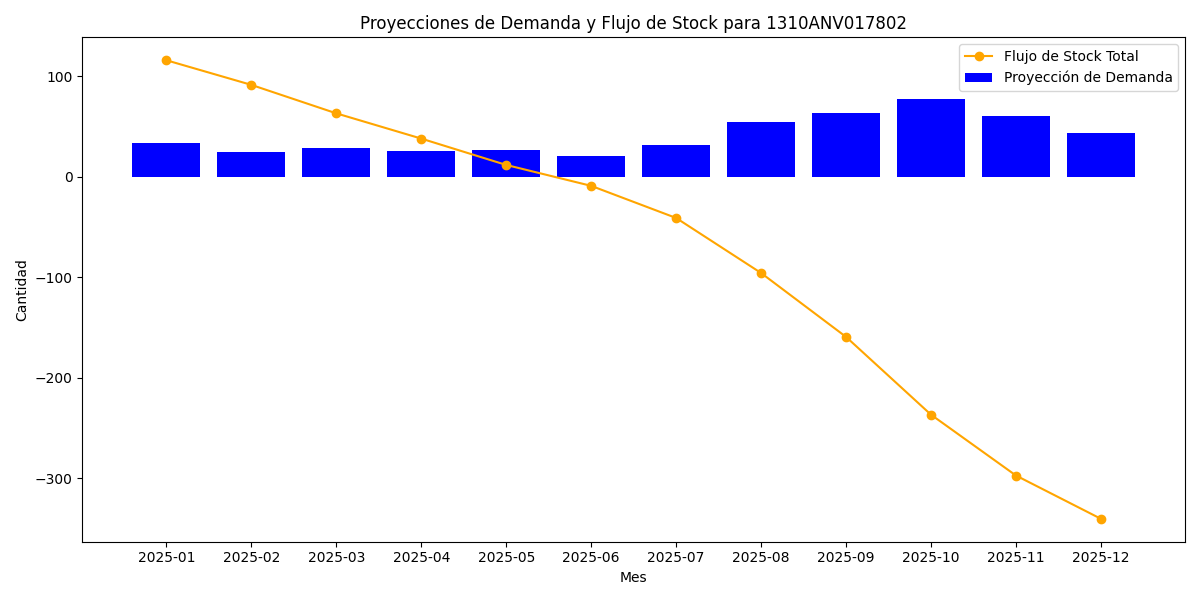 Proyecciones de Demanda y Flujo de Stock para 1310ANV017802
Flujo de Stock Total
Proyección de Demanda
Cantidad
100
0
−100
−200
−300
2025-01 2025-02 2025-03 2025-04 2025-05 2025-06 2025-07 2025-08 2025-09 2025-10 2025-11 2025-12
Mes